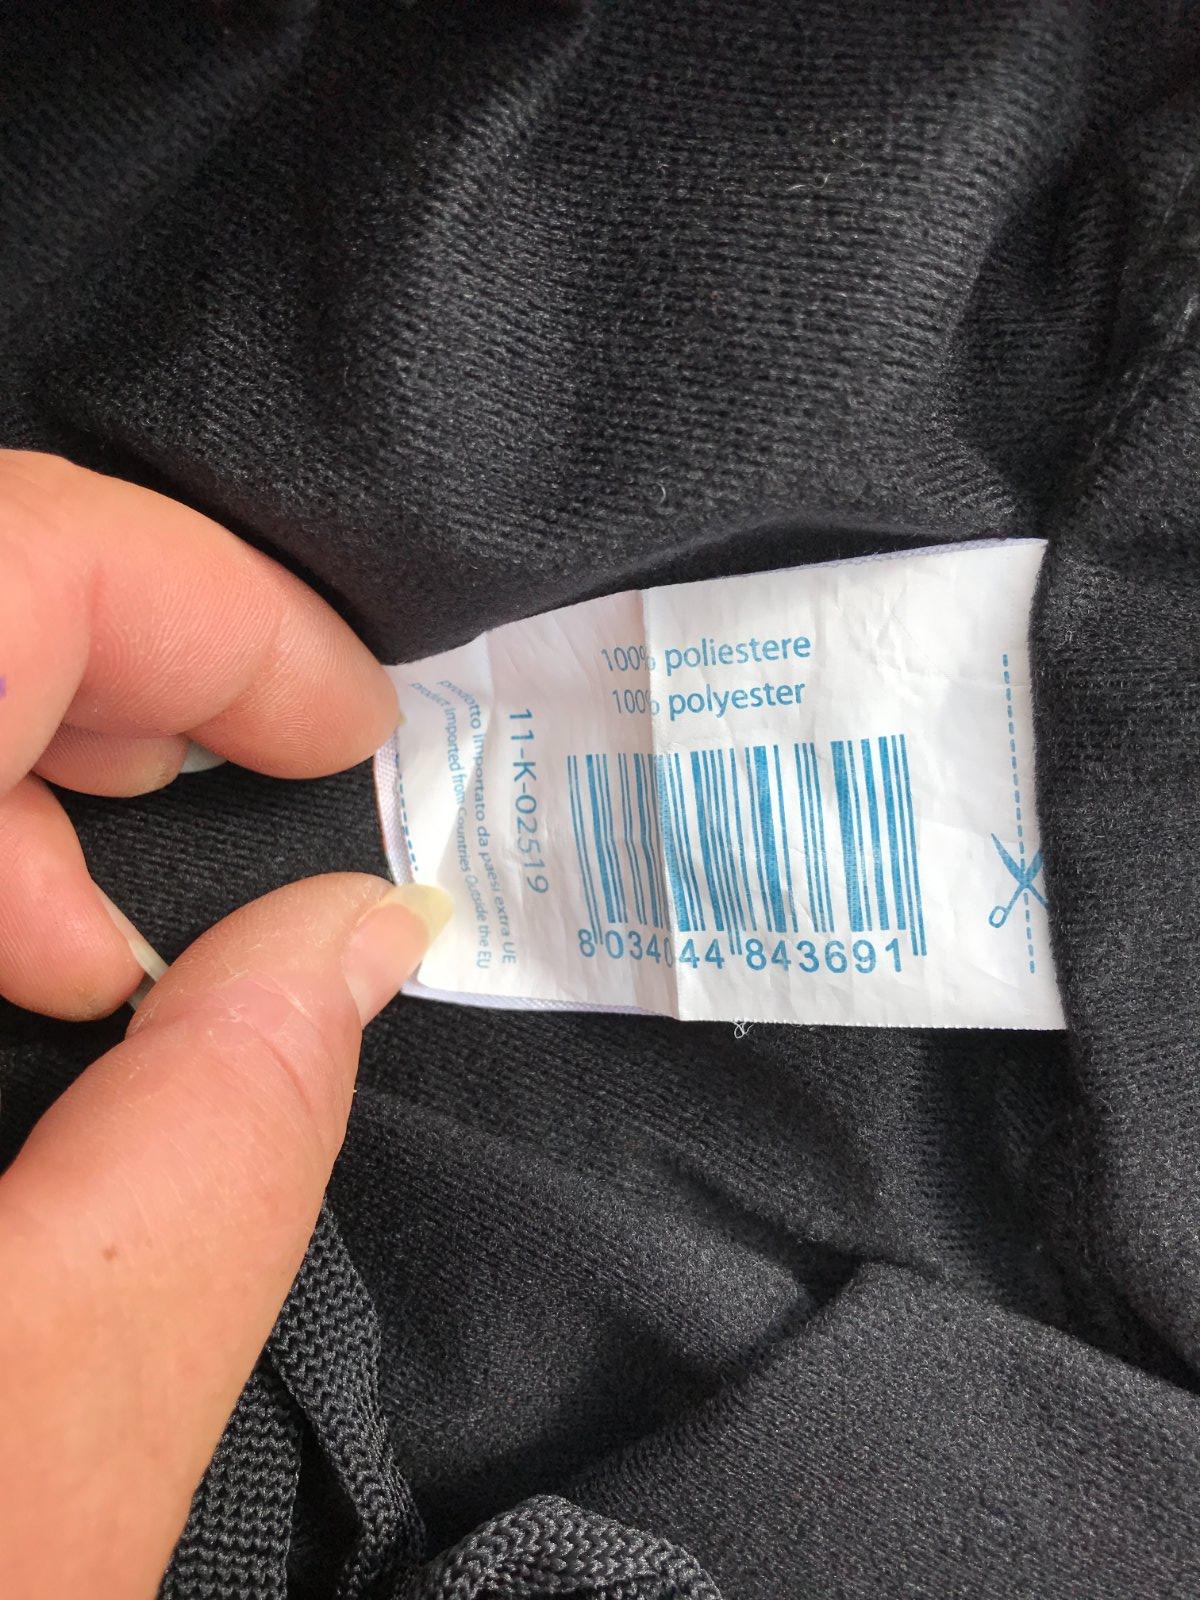 100% poliestere
100% polyester
8 034044 843691
11-K-02519
prodotto importato da paesi extra UE
product imported from Countries Outside the EU